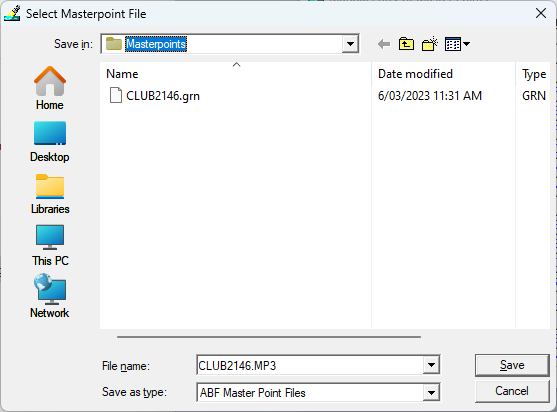 Select Masterpoint File
Save in: Masterpoints
Name Date modified Type
CLUB2146.grn 6/03/2023 11:31 AM GRN
Home
Desktop
Libraries
This PC
Network
File name: CLUB2146.MP3 Save
Save as type: ABF Master Point Files Cancel